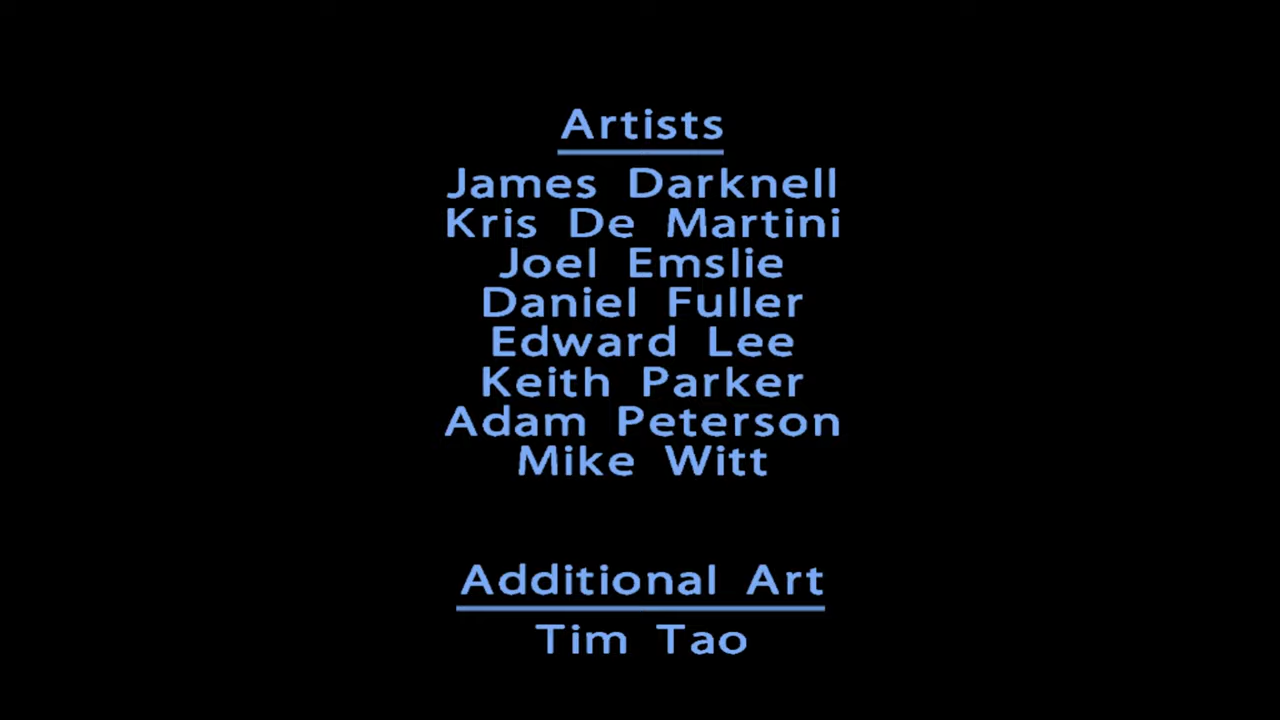 Artists
James Darknell
Kris De Martini
Joel Emslie
Daniel Fuller
Edward Lee
Keith Parker
Adam Peterson
Mike Witt
Additional Art
Tim Tao